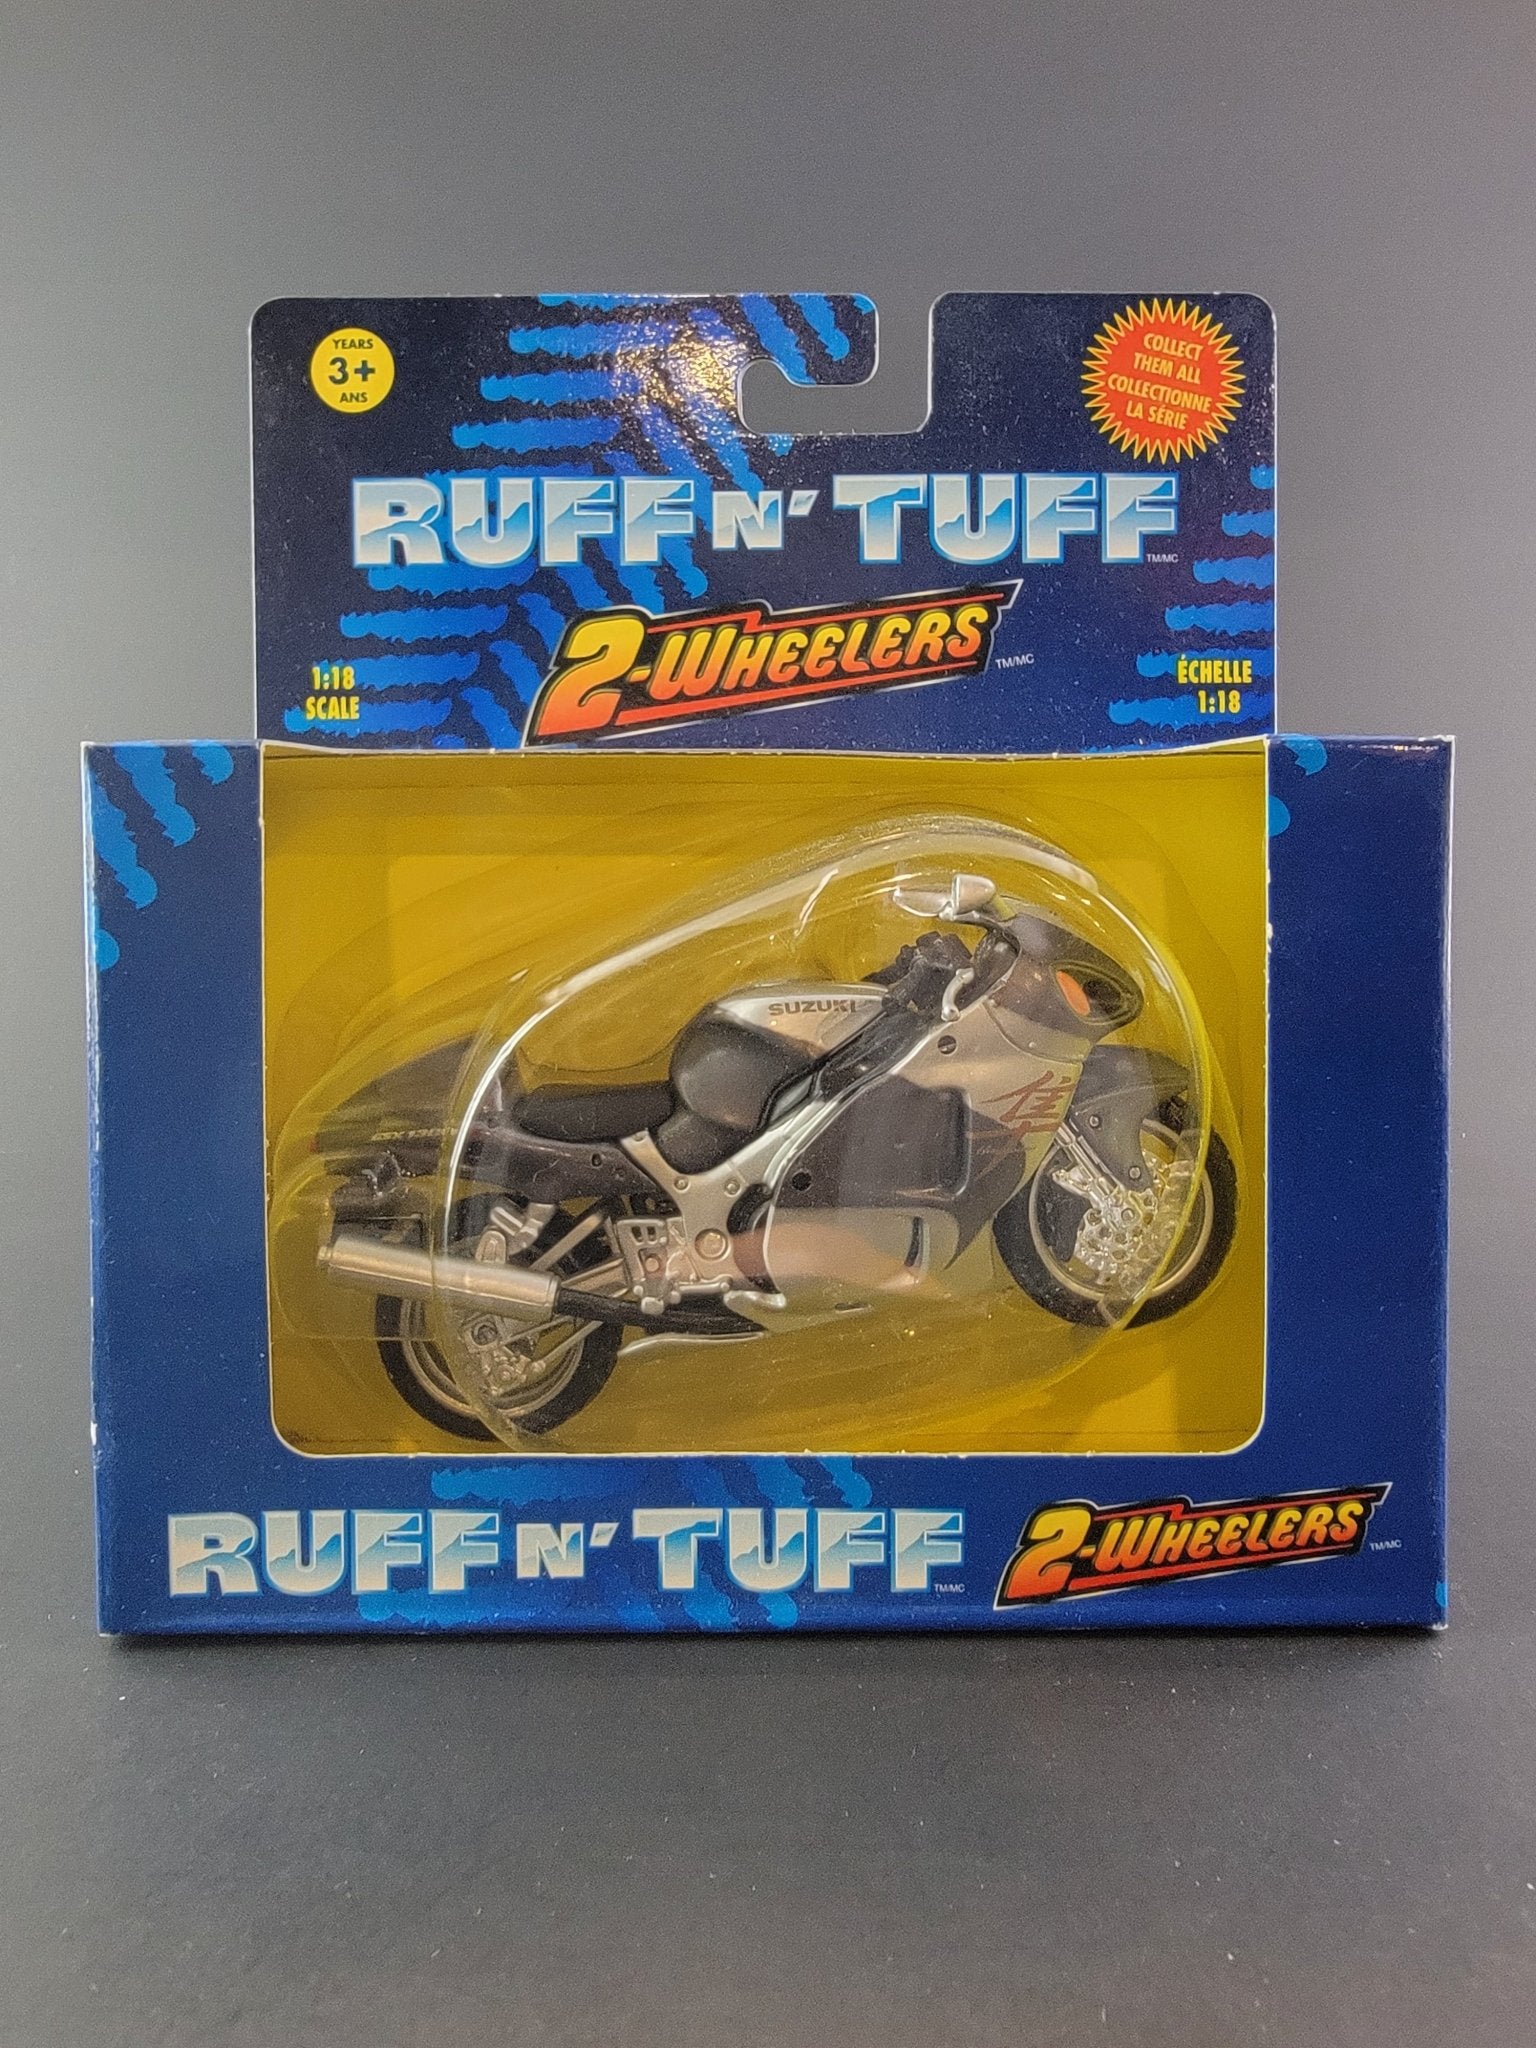 YEARS
3+
ANS
COLLECT
THEM ALL
COLLECTIONNE
LA SÉRIE
RUFF N' TUFF
TM/MC
2-WHEELERS
TM/MC
1:18
SCALE
ÉCHELLE
1:18
SUZUKI
隼
RUFF N' TUFF
TM/MC
2-WHEELERS
TM/MC